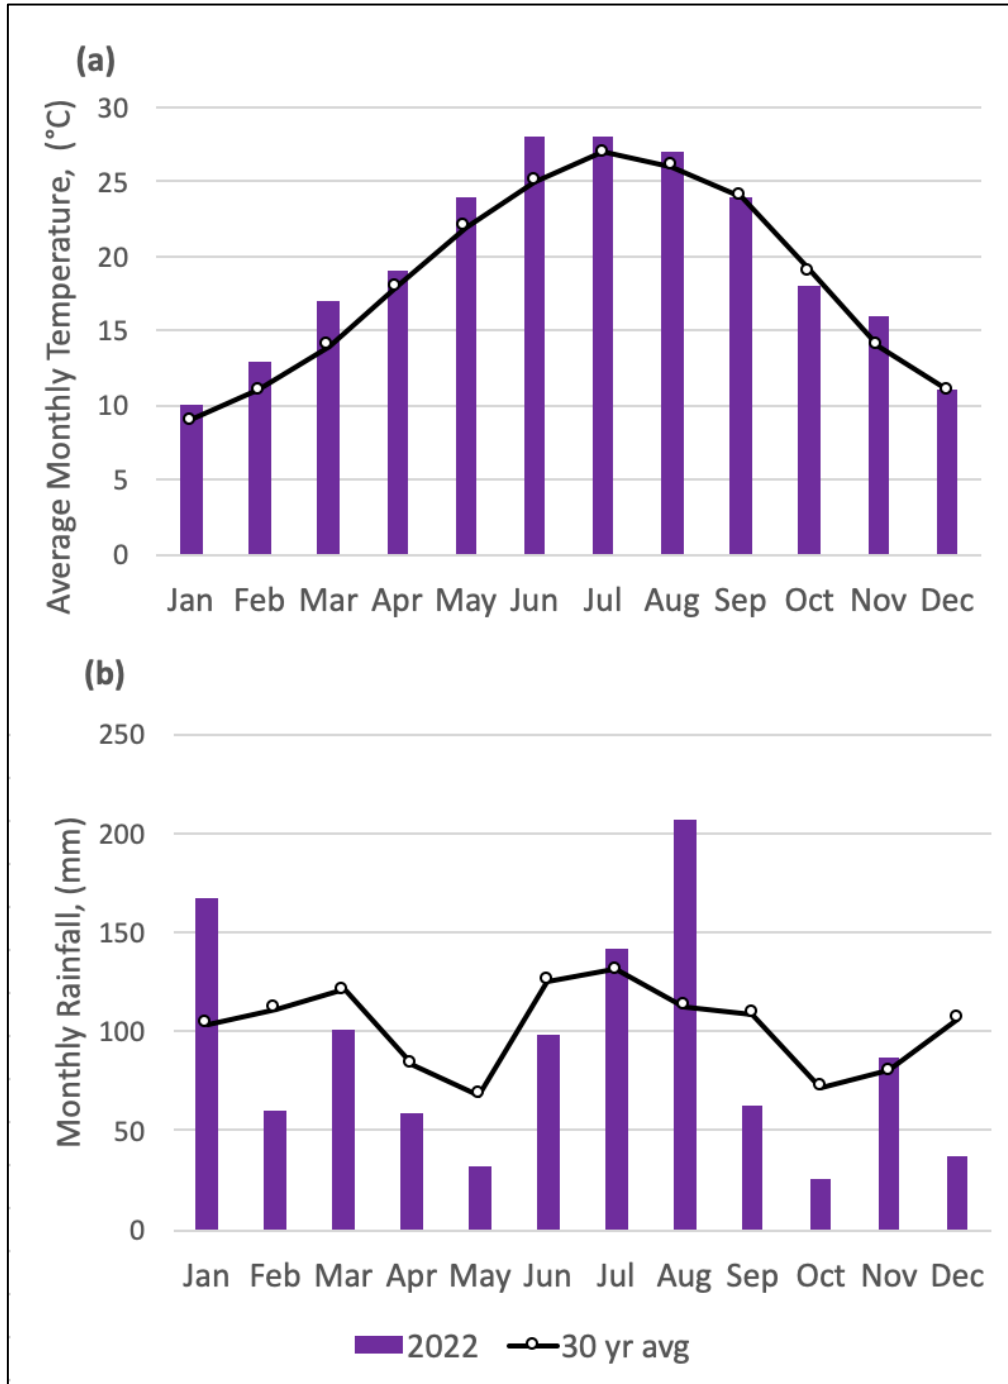 (a)
Average Monthly Temperature, (°C)
30
25
20
15
10
5
0
Jan Feb Mar Apr May Jun Jul Aug Sep Oct Nov Dec
(b)
Monthly Rainfall, (mm)
250
200
150
100
50
0
Jan Feb Mar Apr May Jun Jul Aug Sep Oct Nov Dec
2022 30 yr avg